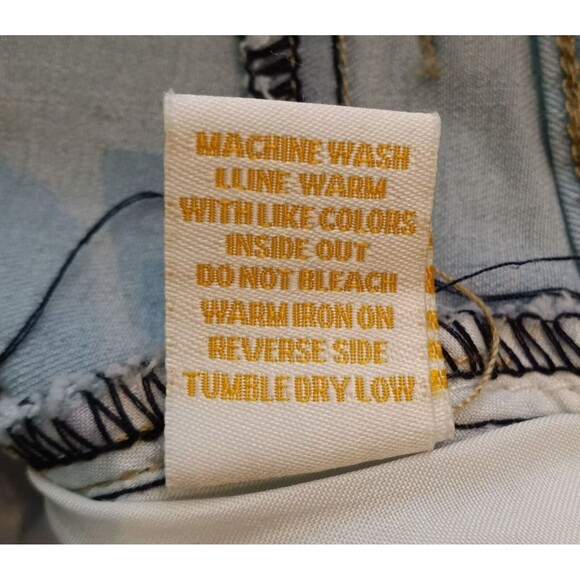 MACHINE WASH
LLINE WARM
WITH LIKE COLORS
INSIDE OUT
DO NOT BLEACH
WARM IRON ON
REVERSE SIDE
TUMBLE DRY LOW